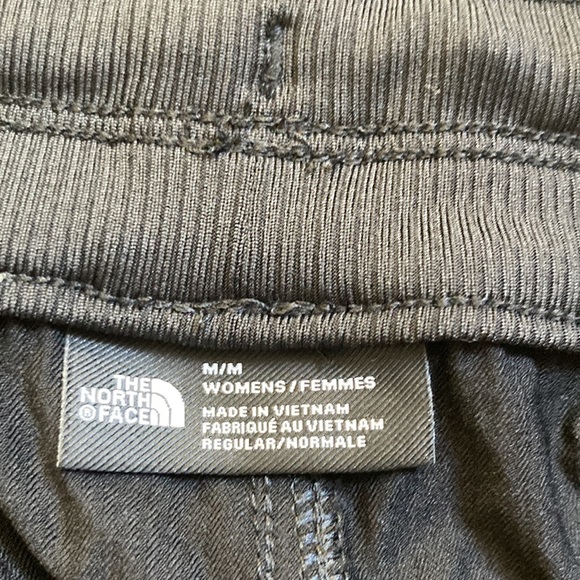 THE
NORTH
® FACE
M/M
WOMENS/FEMMES
MADE IN VIETNAM
FABRIQUÉ AU VIETNAM
REGULAR/NORMALE